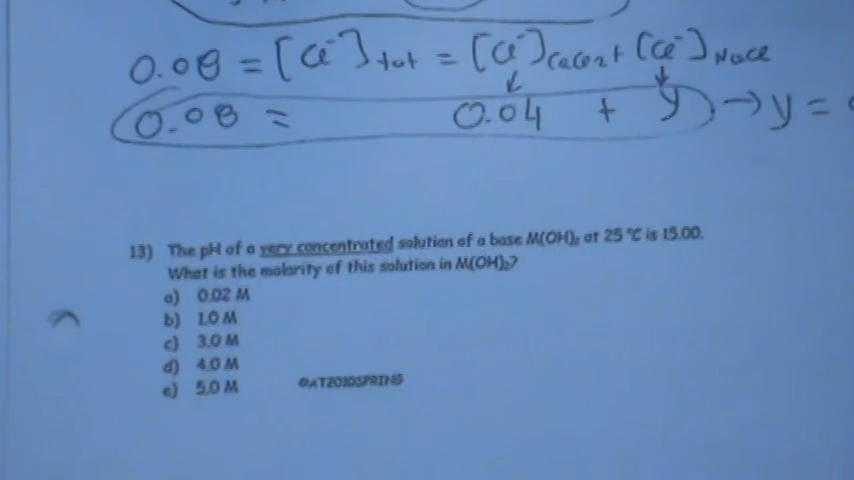 0.08 = [Cl⁻]tot = [Cl⁻]CaCl2 + [Cl⁻]NaCl
↓ ↓
0.08 = 0.04 + y → y =
13) The pH of a very concentrated solution of a base M(OH)₂ at 25 °C is 15.00.
What is the molarity of this solution in M(OH)₂?
a) 0.02 M
b) 1.0 M
c) 3.0 M
d) 4.0 M
e) 5.0 M ©AT2010SPRING